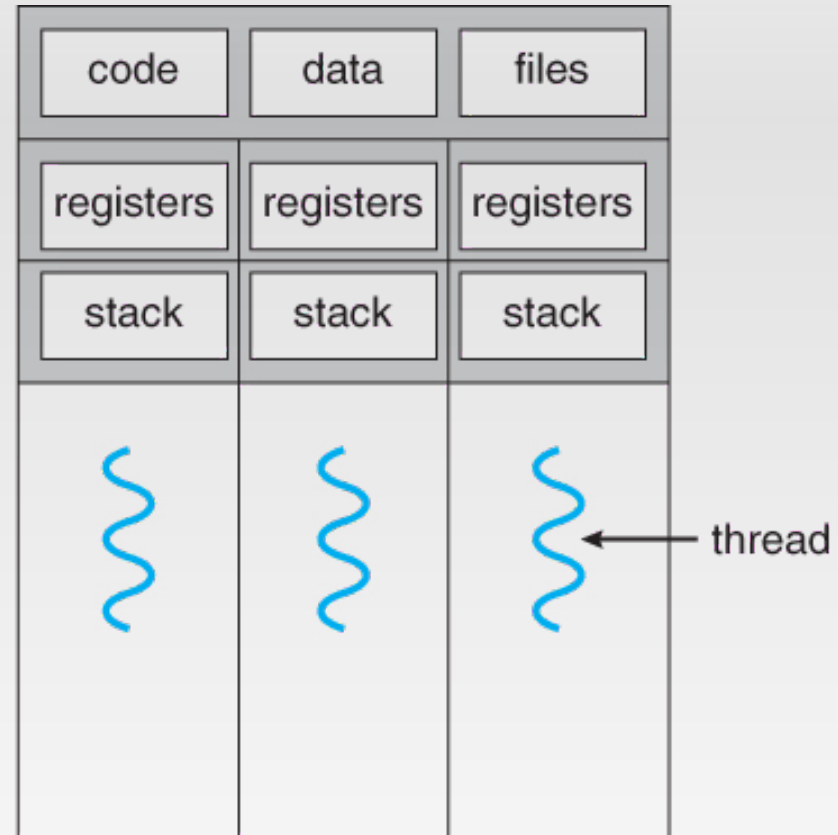 code data files
registers registers registers
stack stack stack
thread